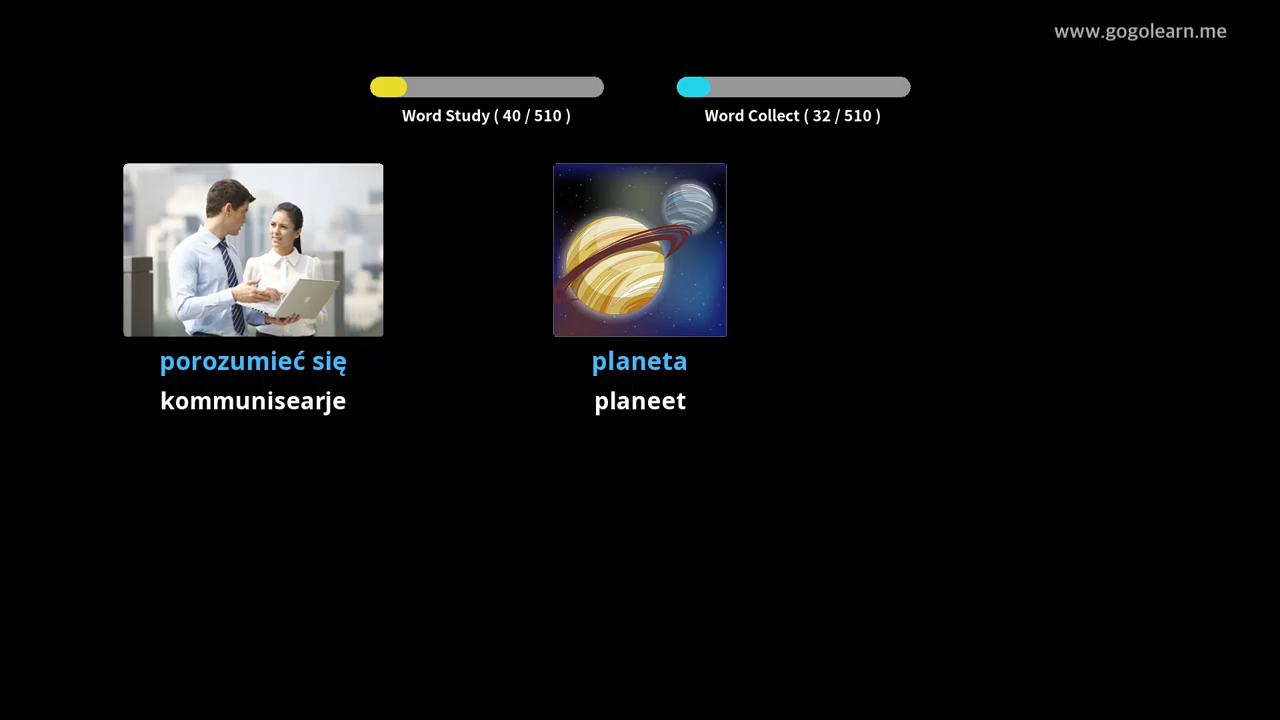 www.gogolearn.me
Word Study ( 40 / 510 )
Word Collect ( 32 / 510 )
porozumieć się
planeta
kommunisearje
planeet